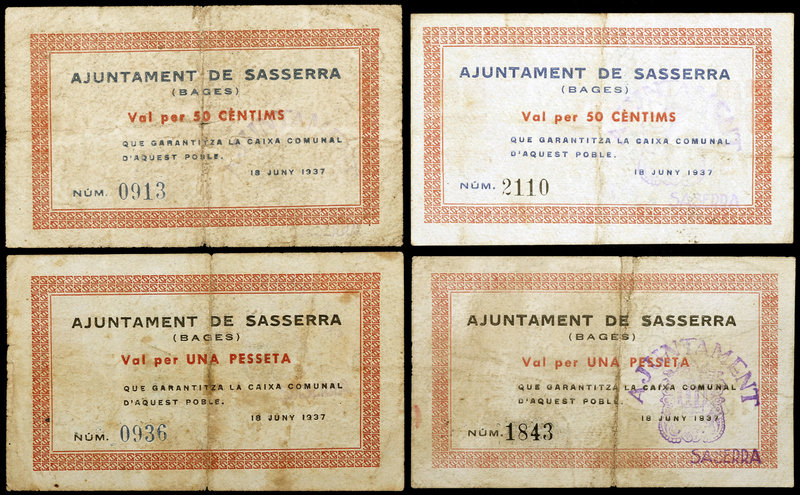 AJUNTAMENT DE SASSERRA
(BAGES)
Val per 50 CÈNTIMS
QUE GARANTITZA LA CAIXA COMUNAL
D'AQUEST POBLE.
18 JUNY 1937
NÚM. 0913
AJUNTAMENT DE SASSERRA
(BAGES)
Val per 50 CÈNTIMS
QUE GARANTITZA LA CAIXA COMUNAL
D'AQUEST POBLE.
18 JUNY 1937
NÚM. 2110
SASERRA
AJUNTAMENT DE SASSERRA
(BAGES)
Val per UNA PESSETA
QUE GARANTITZA LA CAIXA COMUNAL
D'AQUEST POBLE.
18 JUNY 1937
NÚM. 0936
AJUNTAMENT DE SASSERRA
(BAGES)
Val per UNA PESSETA
QUE GARANTITZA LA CAIXA COMUNAL
D'AQUEST POBLE.
18 JUNY 1937
NÚM. 1843
AJUNTAMENT
SASSERRA